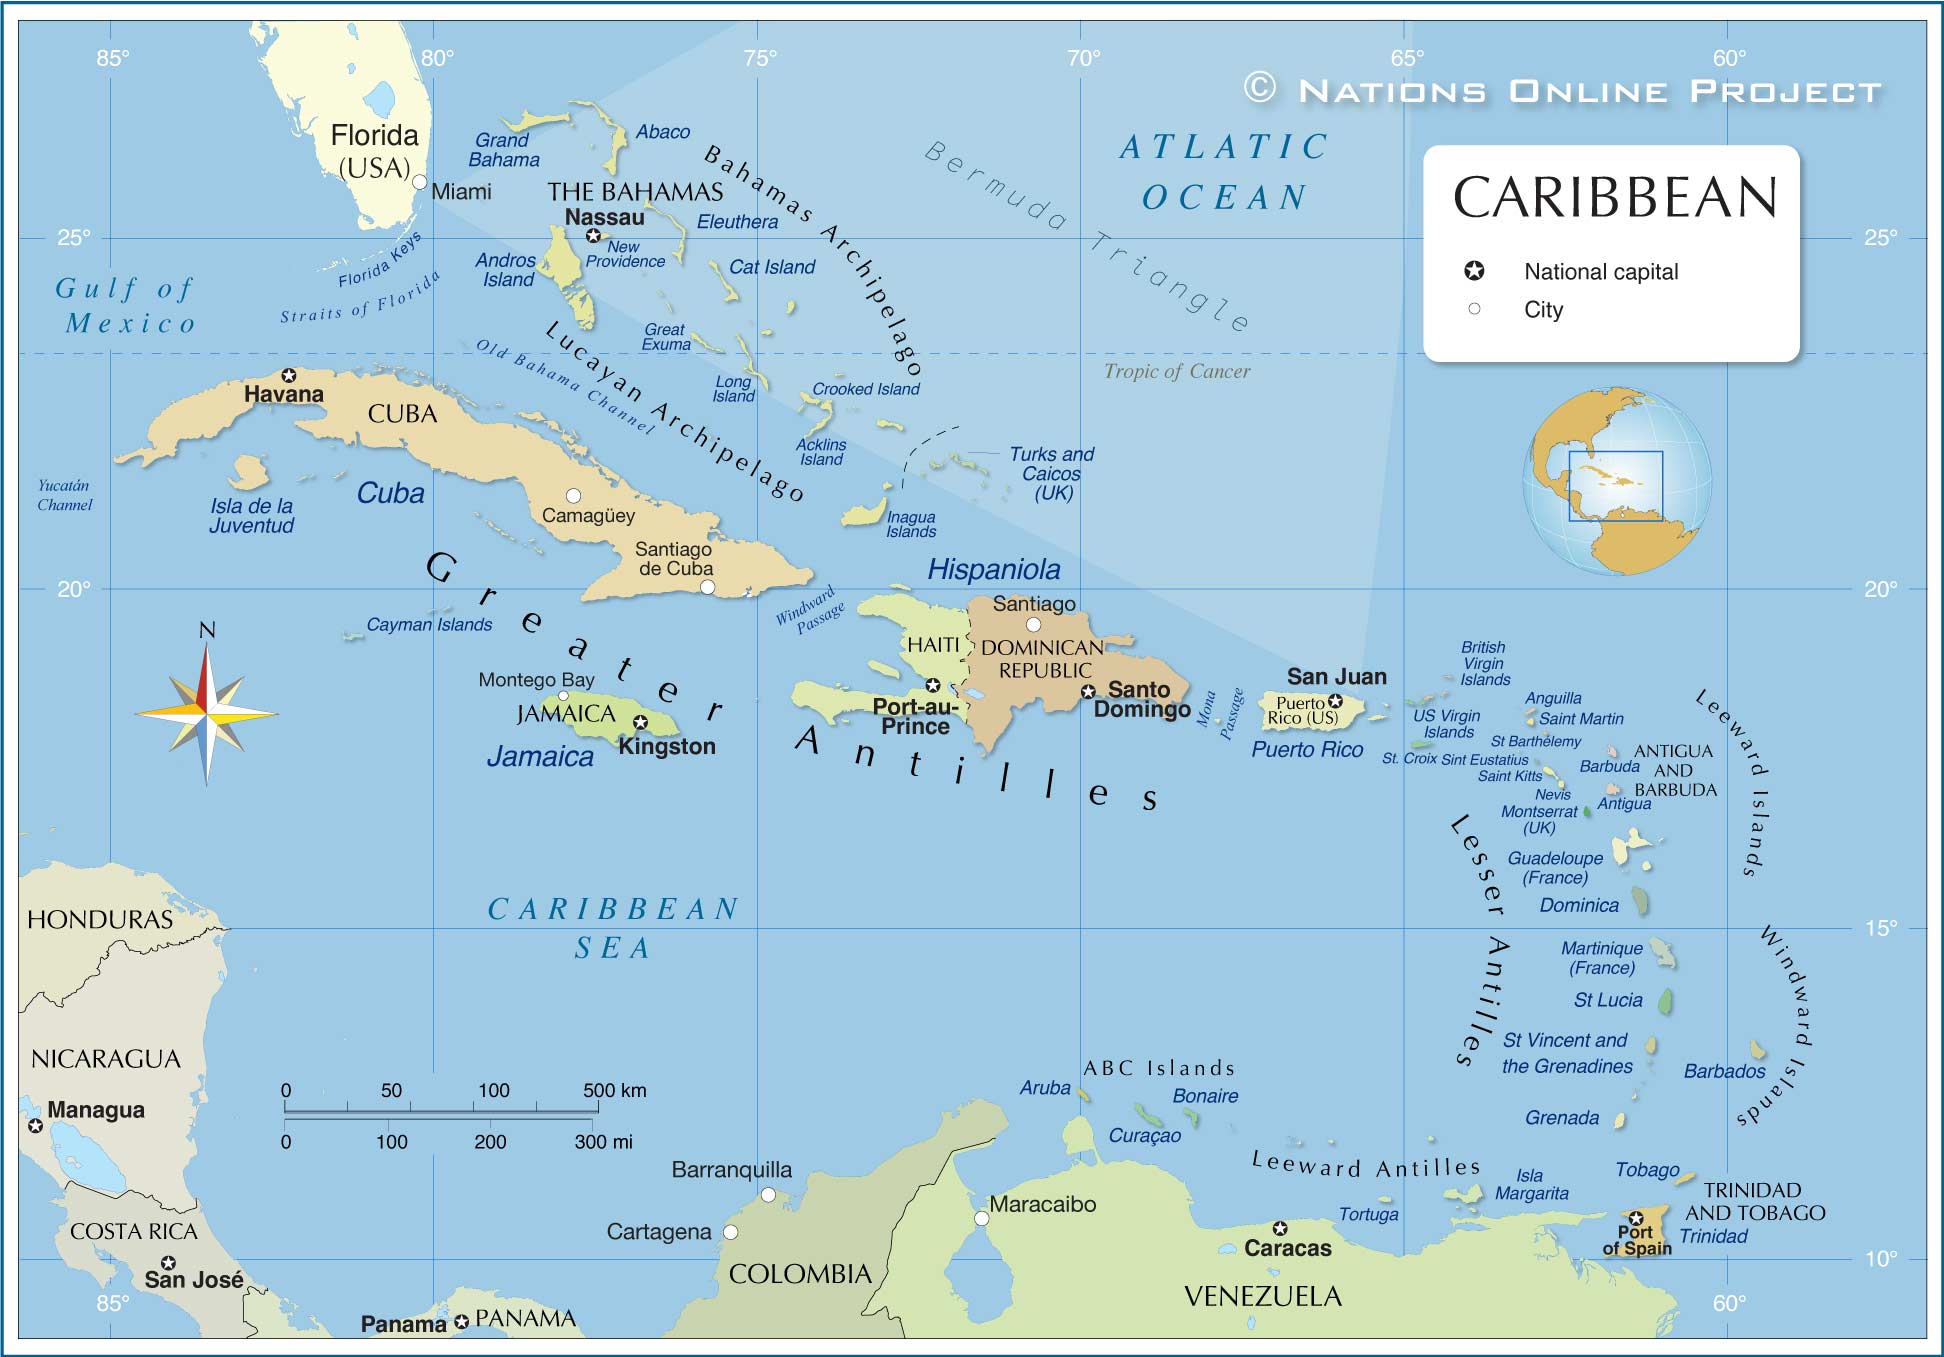 85°
80°
75°
70°
65°
60°
© Nations Online Project
Florida
(USA)
Miami
Grand
Bahama
Abaco
THE BAHAMAS
Nassau
New
Providence
Eleuthera
Andros
Island
Cat Island
Bahamas Archipelago
Bermuda Triangle
ATLATIC
OCEAN
CARIBBEAN
National capital
City
25°
25°
Gulf of
Mexico
Florida Keys
Straits of Florida
Great
Exuma
Lucayan Archipelago
Old Bahama Channel
Long
Island
Crooked Island
Acklins
Island
Tropic of Cancer
Havana
CUBA
Yucatán
Channel
Isla de la
Juventud
Cuba
Camagüey
Santiago
de Cuba
Turks and
Caicos
(UK)
Inagua
Islands
20°
20°
Greater
Antilles
Cayman Islands
Windward
Passage
Hispaniola
Santiago
HAITI
DOMINICAN
REPUBLIC
Port-au-
Prince
Santo
Domingo
Mona
Passage
San Juan
Puerto
Rico (US)
Puerto Rico
N
Montego Bay
JAMAICA
Kingston
Jamaica
British
Virgin
Islands
US Virgin
Islands
St. Croix
Anguilla
Saint Martin
St Barthélemy
Sint Eustatius
Saint Kitts
Nevis
Barbuda
ANTIGUA
AND
BARBUDA
Antigua
Montserrat
(UK)
Leeward Islands
Lesser Antilles
Guadeloupe
(France)
Dominica
Martinique
(France)
St Lucia
St Vincent and
the Grenadines
Barbados
Grenada
Windward Islands
15°
CARIBBEAN
SEA
HONDURAS
NICARAGUA
Managua
COSTA RICA
San José
Panama
PANAMA
0 50 100 500 km
0 100 200 300 mi
Barranquilla
Cartagena
COLOMBIA
ABC Islands
Aruba
Curaçao
Bonaire
Maracaibo
Leeward Antilles
Tortuga
Isla
Margarita
Caracas
VENEZUELA
Tobago
TRINIDAD
AND TOBAGO
Port
of Spain
Trinidad
10°
85°
60°